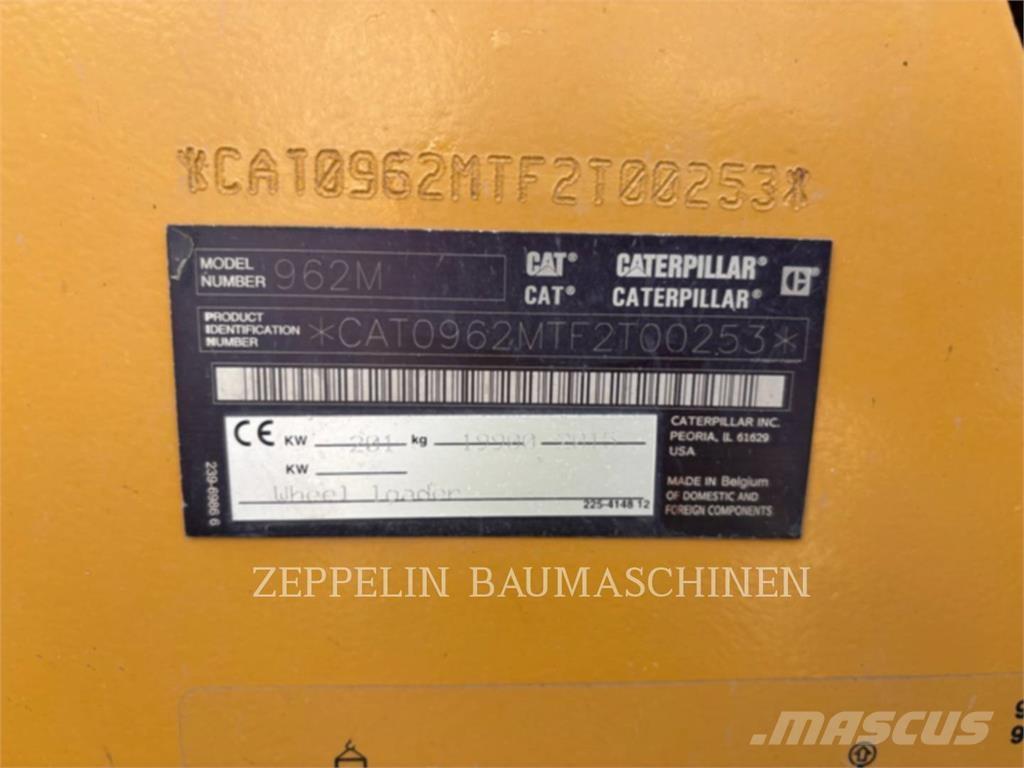 *CAT0962MTF2T00253*
MODEL NUMBER 962M
CAT® CATERPILLAR®
CAT® CATERPILLAR®
PRODUCT IDENTIFICATION NUMBER *CAT0962MTF2T00253*
CE KW 201 kg 19900
KW
Wheel loader
225-4148 12
239-6986 6
CATERPILLAR INC.
PEORIA, IL 61629
USA
MADE IN Belgium
OF DOMESTIC AND
FOREIGN COMPONENTS
ZEPPELIN BAUMASCHINEN
MASCUS